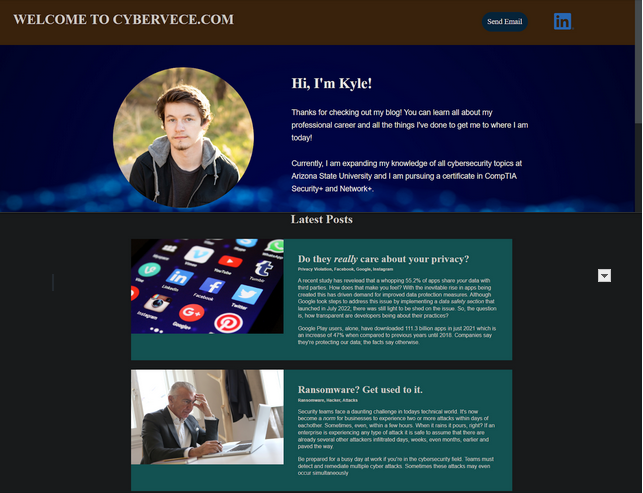 WELCOME TO CYBERVECE.COM
Send Email
in
Hi, I'm Kyle!
Thanks for checking out my blog! You can learn all about my
professional career and all the things I've done to get me to where I am
today!
Currently, I am expanding my knowledge of all cybersecurity topics at
Arizona State University and I am pursuing a certificate in CompTIA
Security+ and Network+.
Latest Posts
YouTube
Tumblr
LinkedIn
Facebook
Twitter
Instagram
Google+
Pinterest
Do they really care about your privacy?
Privacy Violation, Facebook, Google, Instagram
A recent study has revelead that a whopping 55.2% of apps share your data with
third parties. How does that make you feel? With the inevitable rise in apps being
created this has driven demand for improved data protection measures. Although
Google took steps to address this issue by implementing a data safety section that
launched in July 2022, there was still light to be shed on the issue. So, the question
is, how transparent are developers being about their practices?
Google Play users, alone, have downloaded 111.3 billion apps in just 2021 which is
an increase of 47% when compared to previous years until 2018. Companies say
they're protecting our data; the facts say otherwise.
Ransomware? Get used to it.
Ransomware, Hacker, Attacks
Security teams face a daunting challenge in todays technical world. It's now
become a norm for businesses to experience two or more attacks within days of
eachother. Sometimes, even, within a few hours. When it rains it pours, right? If an
enterprise is experiencing any type of attack it is safe to assume that there are
already several other attackers infiltrated days, weeks, even months, earlier and
paved the way
Be prepared for a busy day at work if you're in the cybersecurity field. Teams must
detect and remediate multiple cyber attacks. Sometimes these attacks may even
occur simultaneously